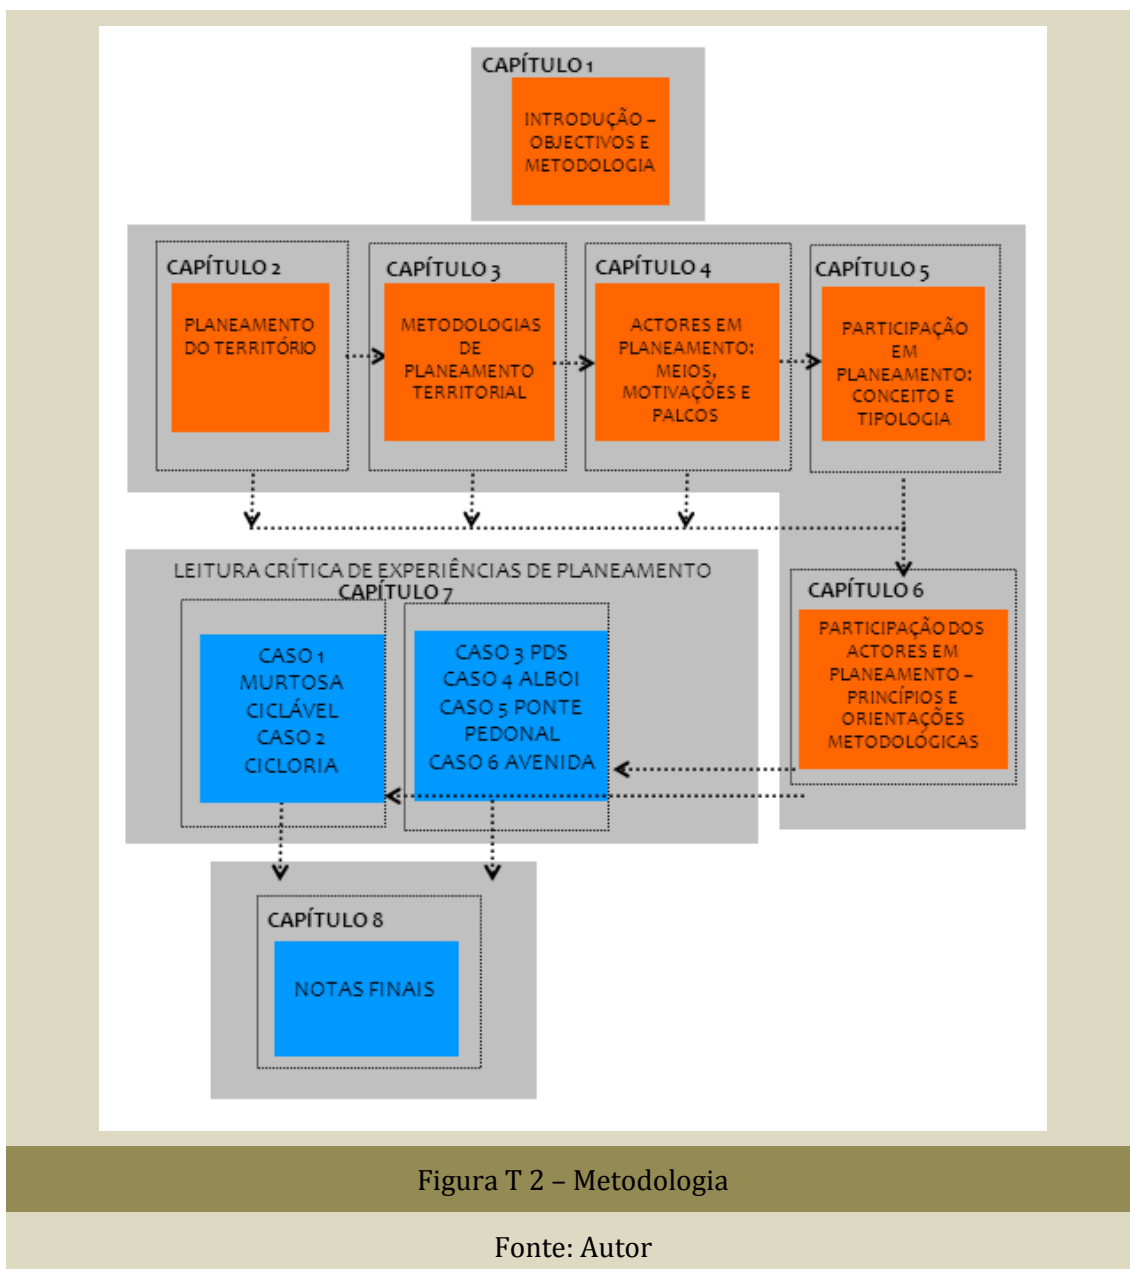 CAPÍTULO 1
INTRODUÇÃO –
OBJECTIVOS E
METODOLOGIA
CAPÍTULO 2
PLANEAMENTO
DO TERRITÓRIO
CAPÍTULO 3
METODOLOGIAS
DE
PLANEAMENTO
TERRITORIAL
CAPÍTULO 4
ACTORES EM
PLANEAMENTO:
MEIOS,
MOTIVAÇÕES E
PALCOS
CAPÍTULO 5
PARTICIPAÇÃO
EM
PLANEAMENTO:
CONCEITO E
TIPOLOGIA
CAPÍTULO 6
PARTICIPAÇÃO DOS
ACTORES EM
PLANEAMENTO –
PRINCÍPIOS E
ORIENTAÇÕES
METODOLÓGICAS
LEITURA CRÍTICA DE EXPERIÊNCIAS DE PLANEAMENTO
CAPÍTULO 7
CASO 1
MURTOSA
CICLÁVEL
CASO 2
CICLORIA
CASO 3 PDS
CASO 4 ALBOI
CASO 5 PONTE
PEDONAL
CASO 6 AVENIDA
CAPÍTULO 8
NOTAS FINAIS
Figura T 2 – Metodologia
Fonte: Autor